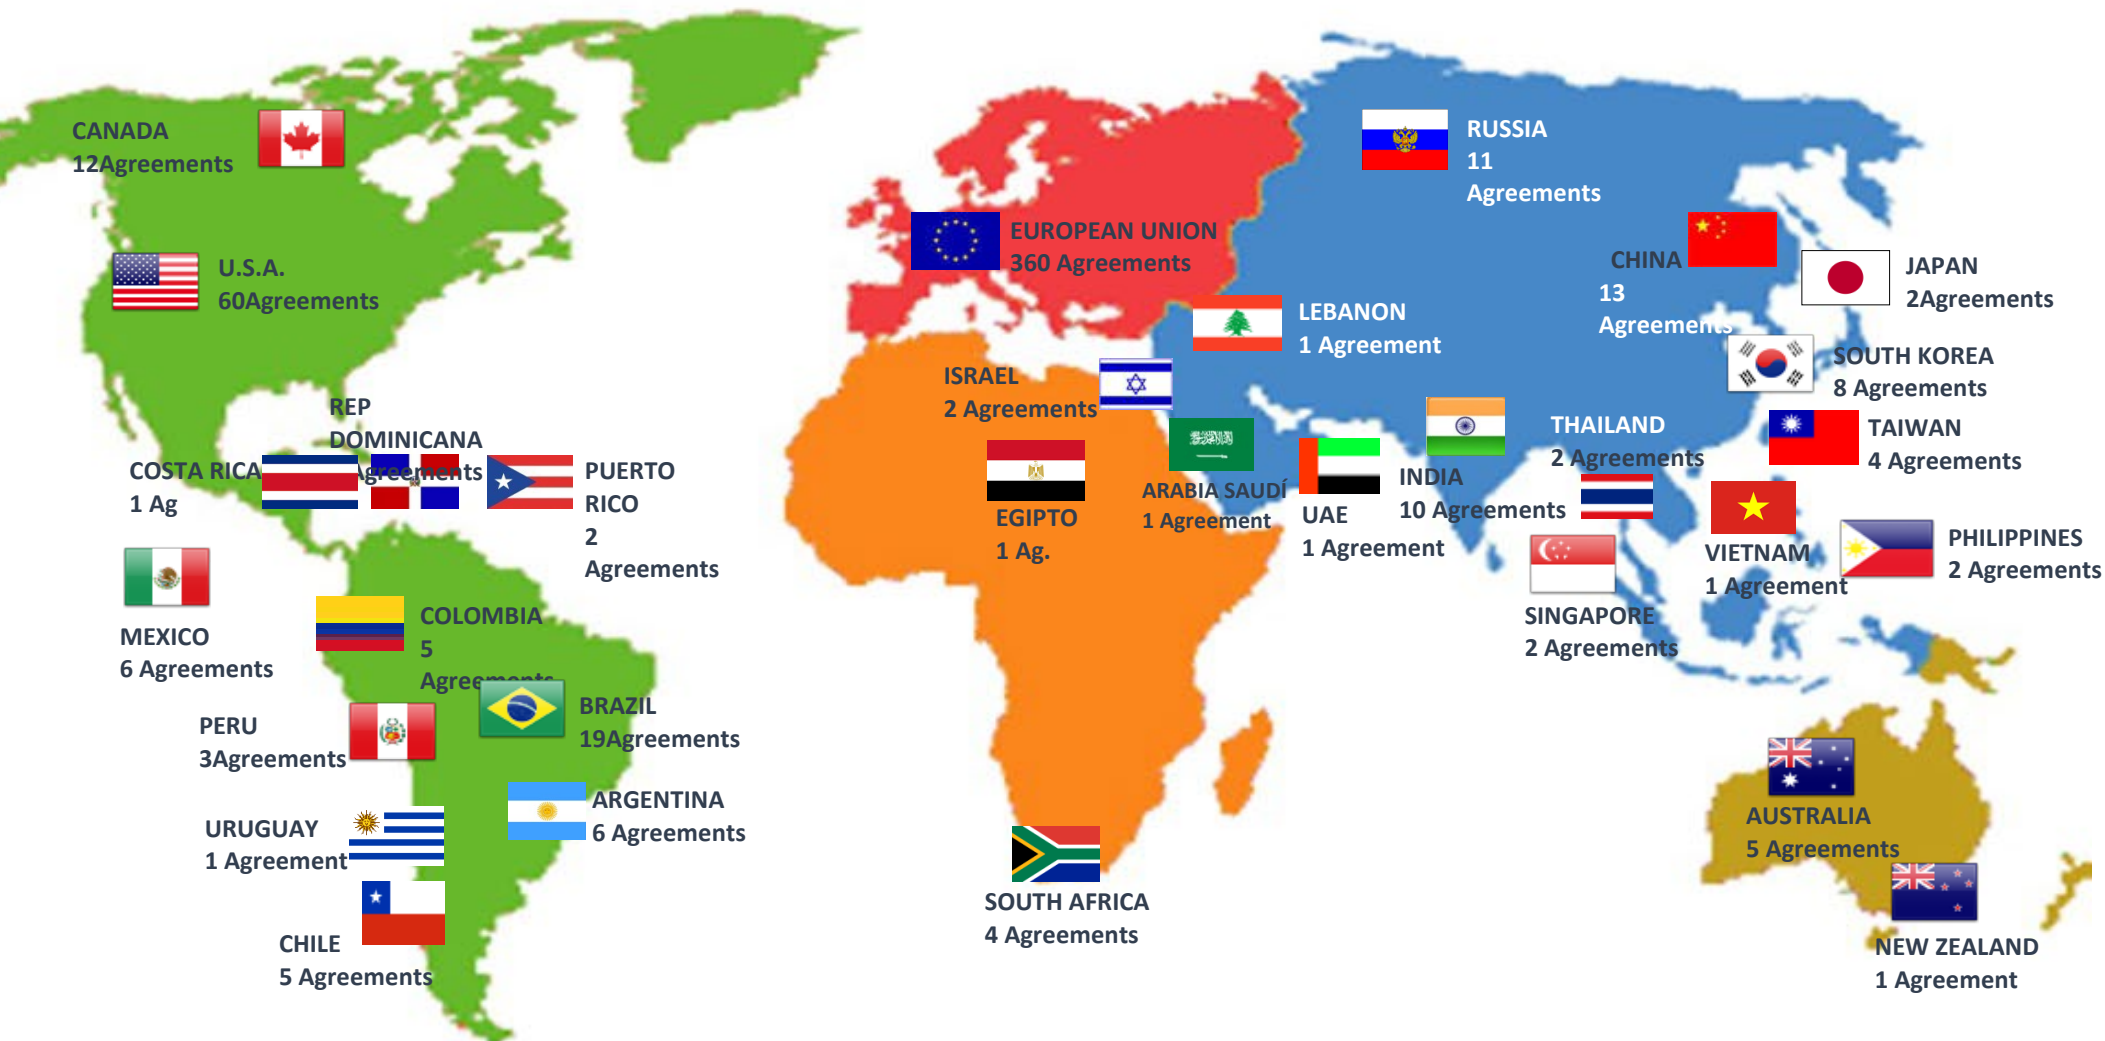 CANADA
12Agreements
U.S.A.
60Agreements
REP
DOMINICANA
Agreements
COSTA RICA
1 Ag
PUERTO
RICO
2
Agreements
MEXICO
6 Agreements
COLOMBIA
5
Agreements
PERU
3Agreements
BRAZIL
19Agreements
URUGUAY
1 Agreement
ARGENTINA
6 Agreements
CHILE
5 Agreements
EUROPEAN UNION
360 Agreements
RUSSIA
11
Agreements
LEBANON
1 Agreement
ISRAEL
2 Agreements
EGIPTO
1 Ag.
ARABIA SAUDÍ
1 Agreement
UAE
1 Agreement
INDIA
10 Agreements
SOUTH AFRICA
4 Agreements
CHINA
13
Agreements
JAPAN
2Agreements
SOUTH KOREA
8 Agreements
THAILAND
2 Agreements
TAIWAN
4 Agreements
VIETNAM
1 Agreement
PHILIPPINES
2 Agreements
SINGAPORE
2 Agreements
AUSTRALIA
5 Agreements
NEW ZEALAND
1 Agreement